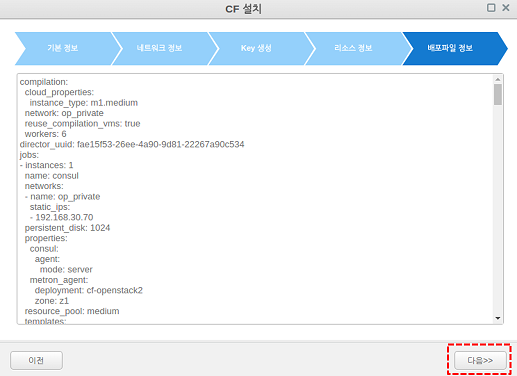 CF 설치
기본 정보
네트워크 정보
Key 생성
리소스 정보
배포파일 정보
compilation:
  cloud_properties:
    instance_type: m1.medium
  network: op_private
  reuse_compilation_vms: true
  workers: 6
director_uuid: fae15f53-26ee-4a90-9d81-22267a90c534
jobs:
- instances: 1
  name: consul
  networks:
  - name: op_private
    static_ips:
    - 192.168.30.70
  persistent_disk: 1024
  properties:
    consul:
      agent:
        mode: server
    metron_agent:
      deployment: cf-openstack2
      zone: z1
  resource_pool: medium
  templates:
이전
다음>>